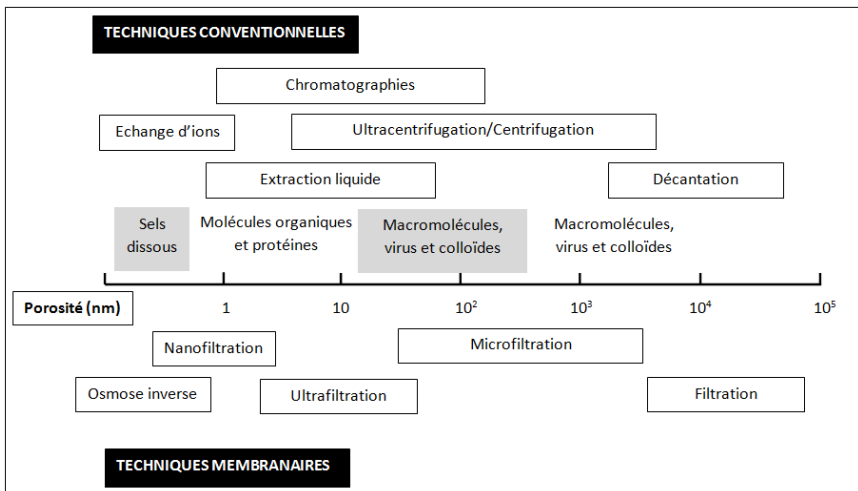 TECHNIQUES CONVENTIONNELLES
Chromatographies
Echange d’ions
Ultracentrifugation/Centrifugation
Extraction liquide
Décantation
Sels
dissous
Molécules organiques
et protéines
Macromolécules,
virus et colloïdes
Macromolécules,
virus et colloïdes
Porosité (nm) 1 10 10² 10³ 10⁴ 10⁵
Nanofiltration
Microfiltration
Osmose inverse
Ultrafiltration
Filtration
TECHNIQUES MEMBRANAIRES